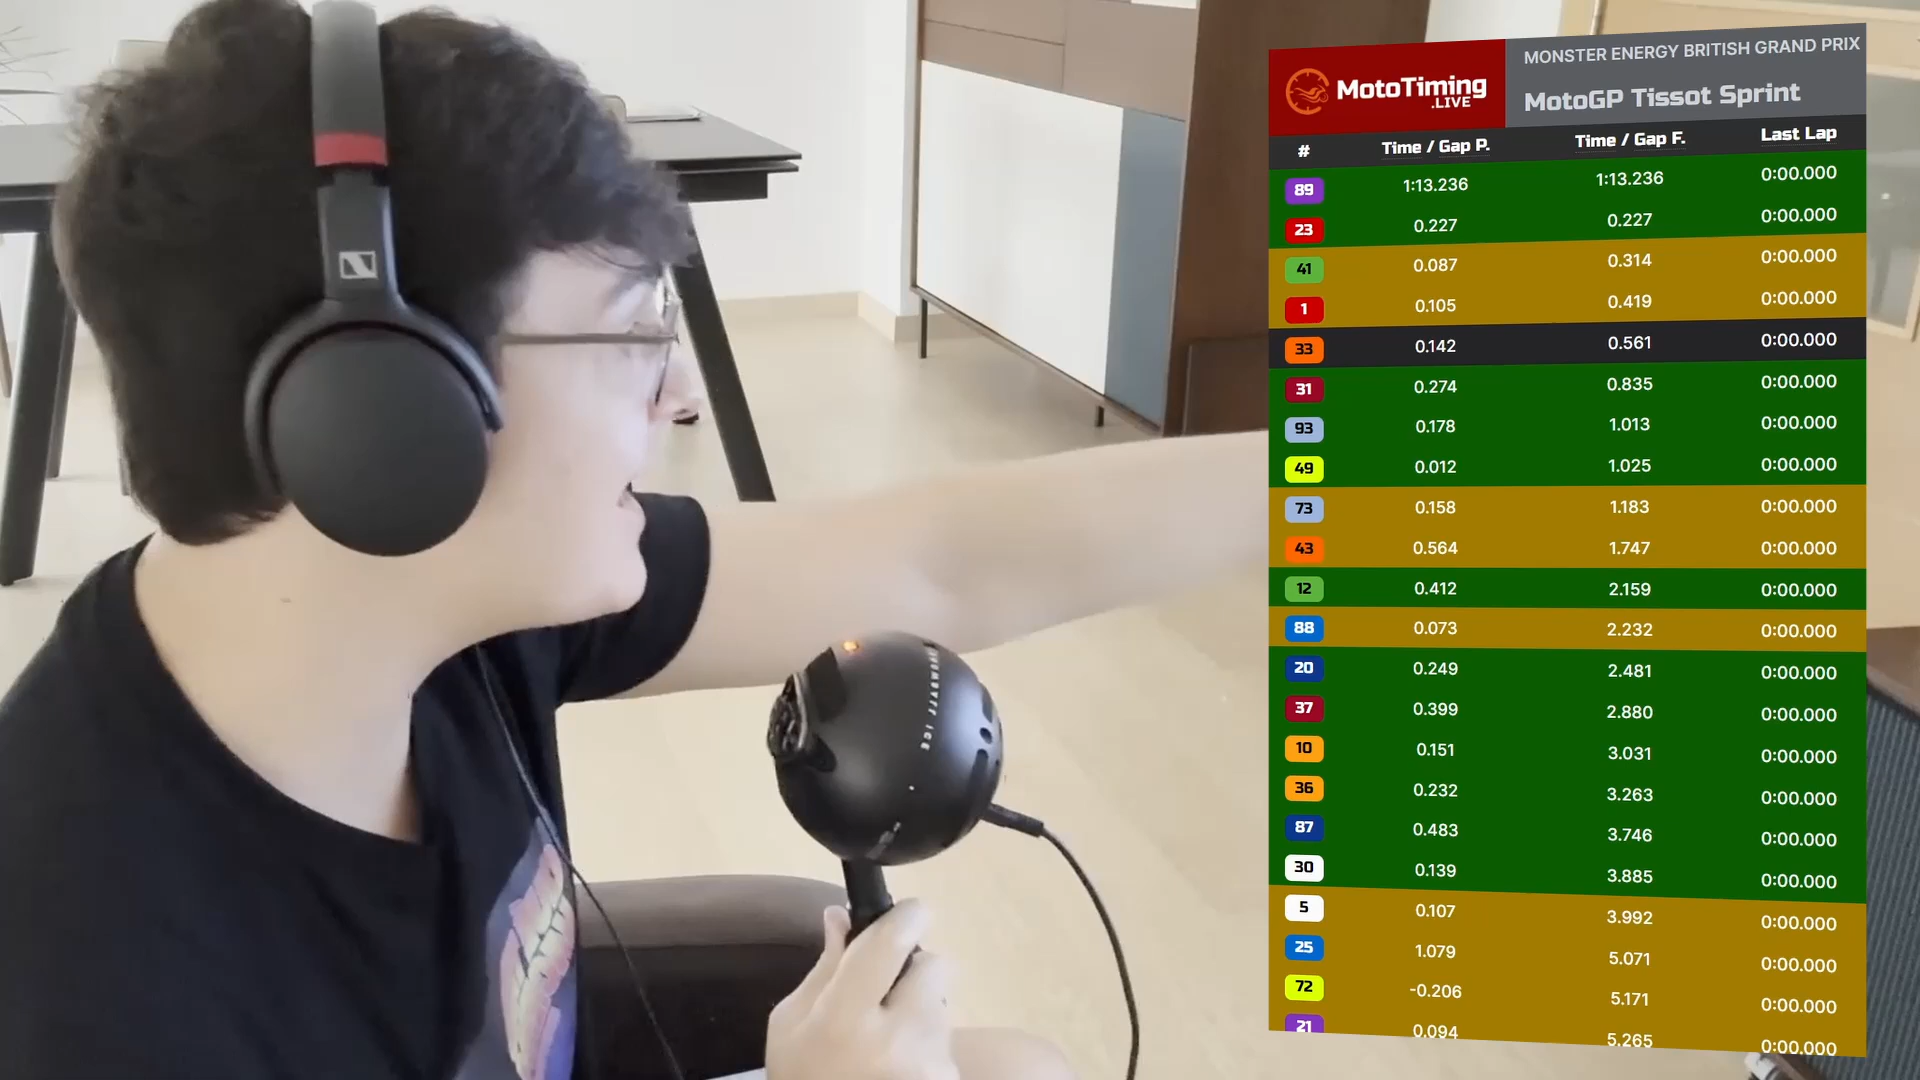 MotoTiming
.LIVE
MONSTER ENERGY BRITISH GRAND PRIX
MotoGP Tissot Sprint
# Time / Gap P. Time / Gap F. Last Lap
89 1:13.236 1:13.236 0:00.000
23 0.227 0.227 0:00.000
41 0.087 0.314 0:00.000
1 0.105 0.419 0:00.000
33 0.142 0.561 0:00.000
31 0.274 0.835 0:00.000
93 0.178 1.013 0:00.000
49 0.012 1.025 0:00.000
73 0.158 1.183 0:00.000
43 0.564 1.747 0:00.000
12 0.412 2.159 0:00.000
88 0.073 2.232 0:00.000
20 0.249 2.481 0:00.000
37 0.399 2.880 0:00.000
10 0.151 3.031 0:00.000
36 0.232 3.263 0:00.000
87 0.483 3.746 0:00.000
30 0.139 3.885 0:00.000
5 0.107 3.992 0:00.000
25 1.079 5.071 0:00.000
72 -0.206 5.171 0:00.000
21 0.094 5.265 0:00.000
SNOWBALL ICE